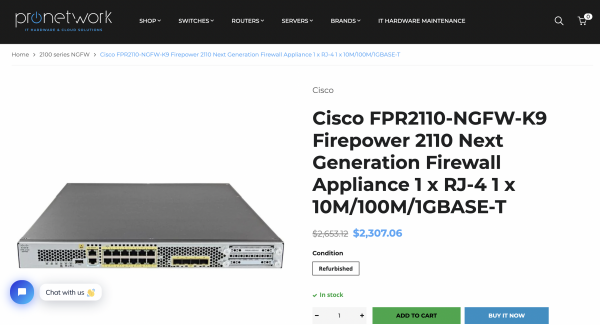 pronetwork
IT HARDWARE & CLOUD SOLUTIONS
SHOP SWITCHES ROUTERS SERVERS BRANDS IT HARDWARE MAINTENANCE
0
Home > 2100 series NGFW > Cisco FPR2110-NGFW-K9 Firepower 2110 Next Generation Firewall Appliance 1 x RJ-4 1 x 10M/100M/1GBASE-T
Cisco
Cisco FPR2110-NGFW-K9
Firepower 2110 Next
Generation Firewall
Appliance 1 x RJ-4 1 x
10M/100M/1GBASE-T
$2,653.12 $2,307.06
Condition
Refurbished
In stock
− 1 +
ADD TO CART
BUY IT NOW
Chat with us 👋